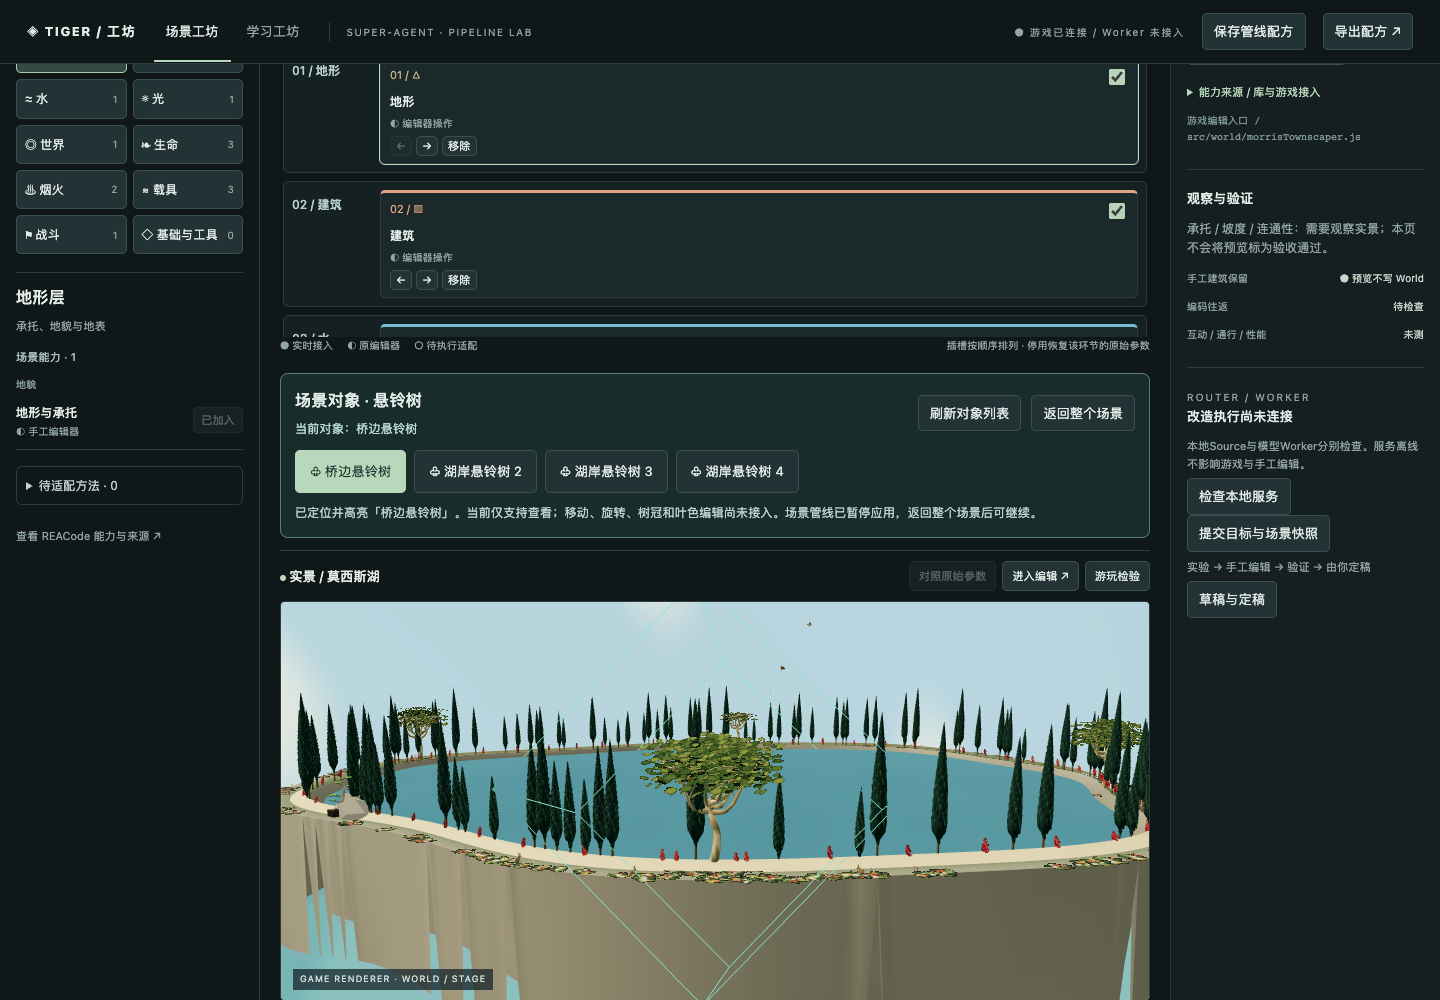 ◈ TIGER / 工坊
场景工坊
学习工坊
SUPER-AGENT · PIPELINE LAB
游戏已连接 / Worker 未接入
保存管线配方
导出配方 ↗
≈ 水 1
☼ 光 1
◎ 世界 1
❧ 生命 3
♨ 烟火 2
≋ 载具 3
⚑ 战斗 1
◇ 基础与工具 0
地形层
承托、地貌与地表
场景能力 · 1
地貌
地形与承托
◐ 手工编辑器
已加入
▶ 待适配方法 · 0
查看 REACode 能力与来源 ↗
01 / 地形
01 / △
地形
◐ 编辑器操作
← → 移除
02 / 建筑
02 / ▥
建筑
◐ 编辑器操作
← → 移除
● 实时接入 ◐ 原编辑器 ○ 待执行适配
插槽按顺序排列 · 停用恢复该环节的原始参数
场景对象 · 悬铃树
当前对象：桥边悬铃树
刷新对象列表
返回整个场景
♧ 桥边悬铃树
♧ 湖岸悬铃树 2
♧ 湖岸悬铃树 3
♧ 湖岸悬铃树 4
已定位并高亮「桥边悬铃树」。当前仅支持查看；移动、旋转、树冠和叶色编辑尚未接入。场景管线已暂停应用，返回整个场景后可继续。
实景 / 莫西斯湖
对照原始参数
进入编辑 ↗
游玩检验
GAME RENDERER · WORLD / STAGE
▶ 能力来源 / 库与游戏接入
游戏编辑入口 /
src/world/morrisTownscaper.js
观察与验证
承托 / 坡度 / 连通性：需要观察实景；本页
不会将预览标为验收通过。
手工建筑保留 ● 预览不写 World
编码往返 待检查
互动 / 通行 / 性能 未测
ROUTER / WORKER
改造执行尚未连接
本地Source与模型Worker分别检查。服务离线
不影响游戏与手工编辑。
检查本地服务
提交目标与场景快照
实验 → 手工编辑 → 验证 → 由你定稿
草稿与定稿